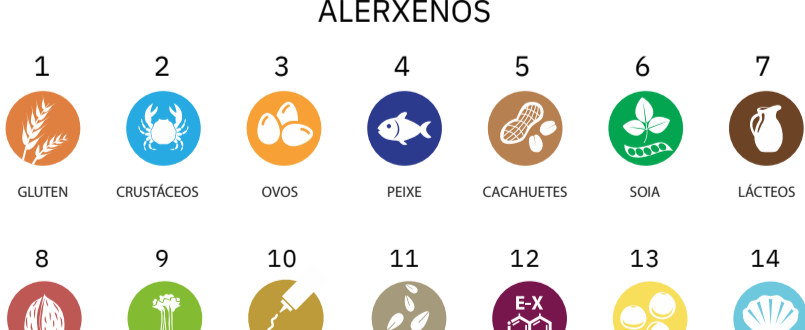 ALÉRXENOS
1 2 3 4 5 6 7
GLUTEN CRUSTÁCEOS OVOS PEIXE CACAHUETES SOIA LÁCTEOS
8 9 10 11 12 13 14
E-X